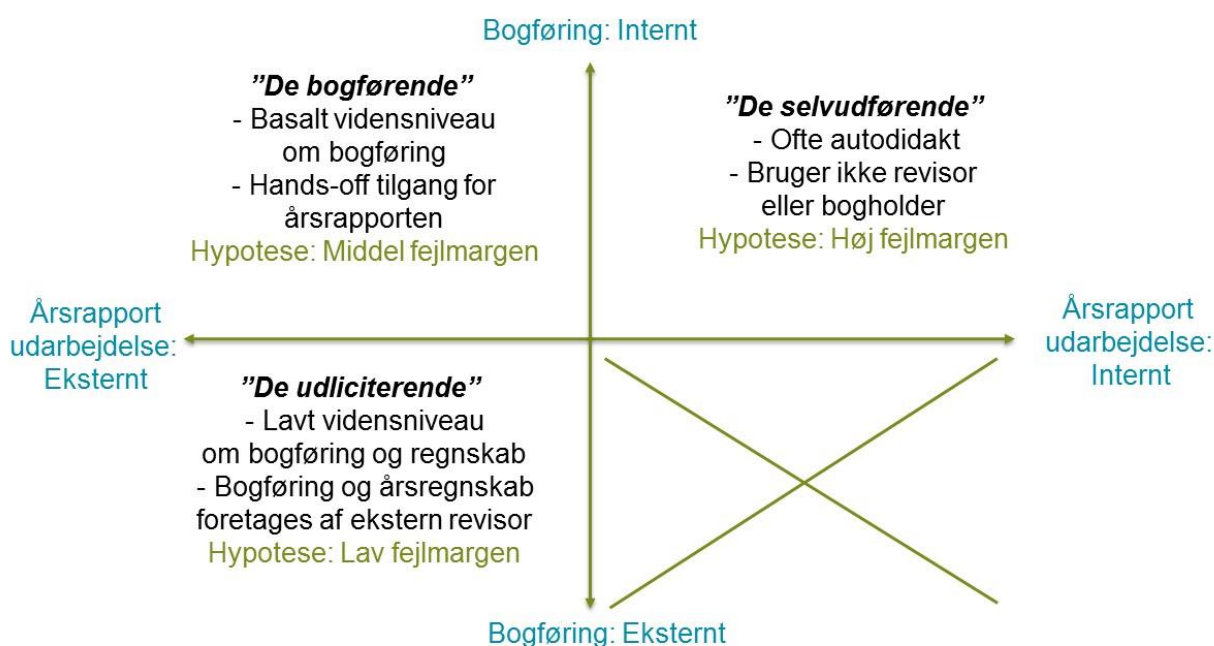 Bogføring: Internt
”De bogførende”
- Basalt vidensniveau
om bogføring
- Hands-off tilgang for
årsrapporten
Hypotese: Middel fejlmargen
”De selvudførende”
- Ofte autodidakt
- Bruger ikke revisor
eller bogholder
Hypotese: Høj fejlmargen
Årsrapport
udarbejdelse:
Eksternt
Årsrapport
udarbejdelse:
Internt
”De udliciterende”
- Lavt vidensniveau
om bogføring og regnskab
- Bogføring og årsregnskab
foretages af ekstern revisor
Hypotese: Lav fejlmargen
Bogføring: Eksternt